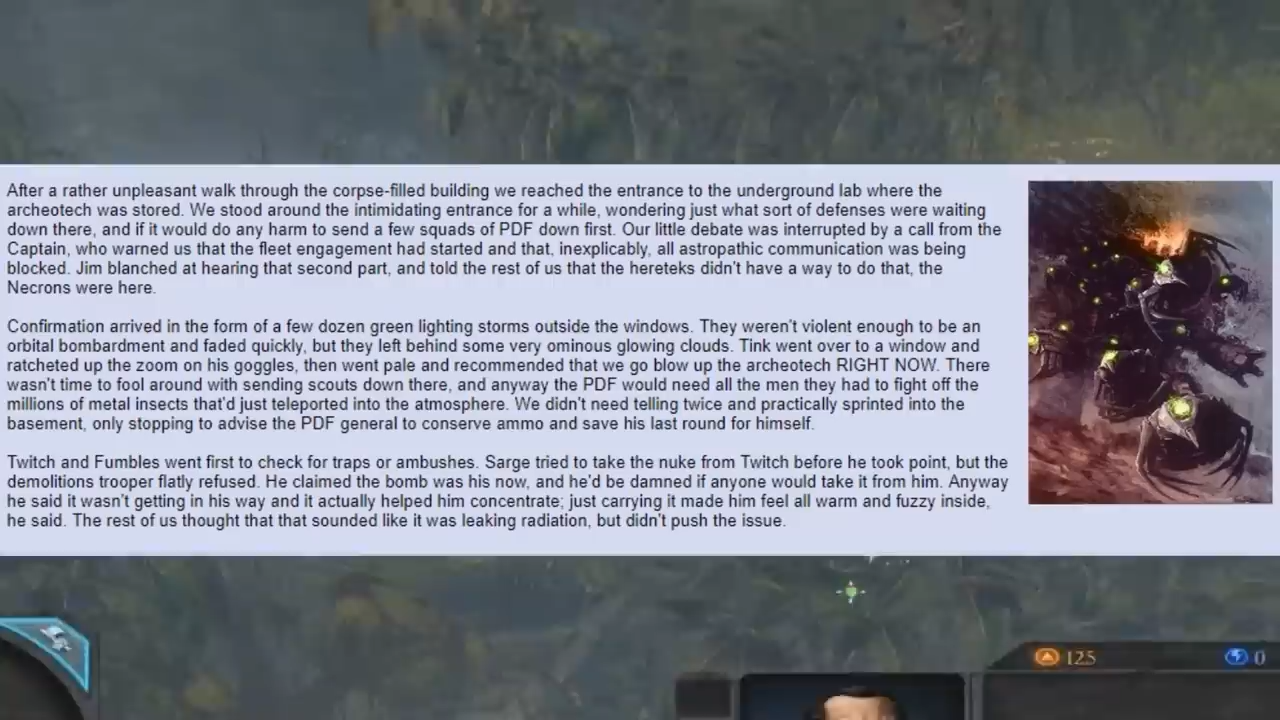 After a rather unpleasant walk through the corpse-filled building we reached the entrance to the underground lab where the
archeotech was stored. We stood around the intimidating entrance for a while, wondering just what sort of defenses were waiting
down there, and if it would do any harm to send a few squads of PDF down first. Our little debate was interrupted by a call from the
Captain, who warned us that the fleet engagement had started and that, inexplicably, all astropathic communication was being
blocked. Jim blanched at hearing that second part, and told the rest of us that the hereteks didn't have a way to do that, the
Necrons were here.
Confirmation arrived in the form of a few dozen green lighting storms outside the windows. They weren't violent enough to be an
orbital bombardment and faded quickly, but they left behind some very ominous glowing clouds. Tink went over to a window and
ratcheted up the zoom on his goggles, then went pale and recommended that we go blow up the archeotech RIGHT NOW. There
wasn't time to fool around with sending scouts down there, and anyway the PDF would need all the men they had to fight off the
millions of metal insects that'd just teleported into the atmosphere. We didn't need telling twice and practically sprinted into the
basement, only stopping to advise the PDF general to conserve ammo and save his last round for himself.
Twitch and Fumbles went first to check for traps or ambushes. Sarge tried to take the nuke from Twitch before he took point, but the
demolitions trooper flatly refused. He claimed the bomb was his now, and he'd be damned if anyone would take it from him. Anyway
he said it wasn't getting in his way and it actually helped him concentrate; just carrying it made him feel all warm and fuzzy inside,
he said. The rest of us thought that that sounded like it was leaking radiation, but didn't push the issue.
125
0